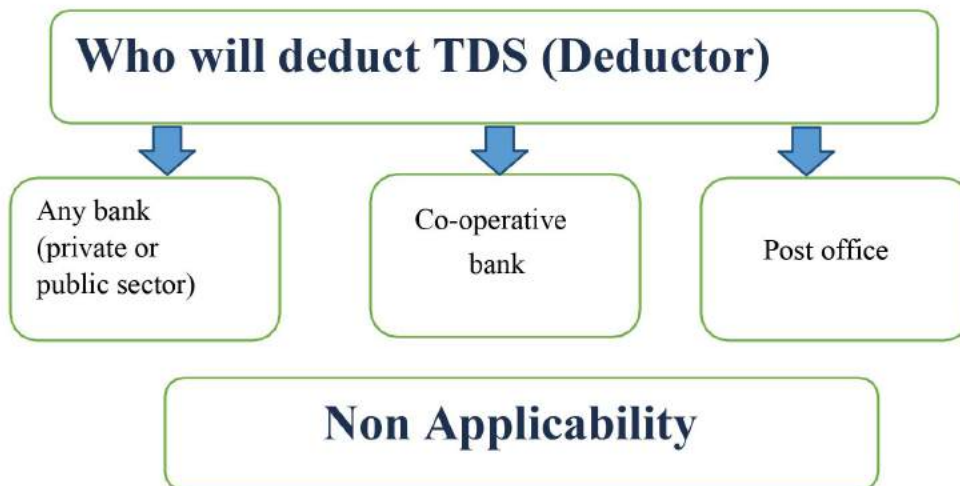 Who will deduct TDS (Deductor)
Any bank
(private or
public sector)
Co-operative
bank
Post office
Non Applicability